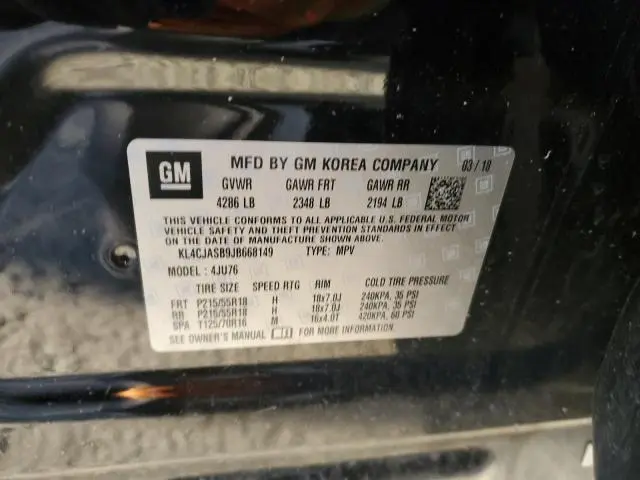 GM MFD BY GM KOREA COMPANY 03/18
GVWR GAWR FRT GAWR RR
4286 LB 2348 LB 2194 LB
THIS VEHICLE CONFORMS TO ALL APPLICABLE U.S. FEDERAL MOTOR
VEHICLE SAFETY AND THEFT PREVENTION STANDARDS IN EFFECT
ON THE DATE OF MANUFACTURE SHOWN ABOVE.
KL4CJASB9JB668149 TYPE: MPV
MODEL: 4JU76
TIRE SIZE SPEED RTG RIM COLD TIRE PRESSURE
FRT P215/55R18 H 18x7.0J 240KPA, 35 PSI
RR P215/55R18 H 18x7.0J 240KPA, 35 PSI
SPA T125/70R16 M 16x4.0T 420KPA, 60 PSI
SEE OWNER'S MANUAL FOR MORE INFORMATION.